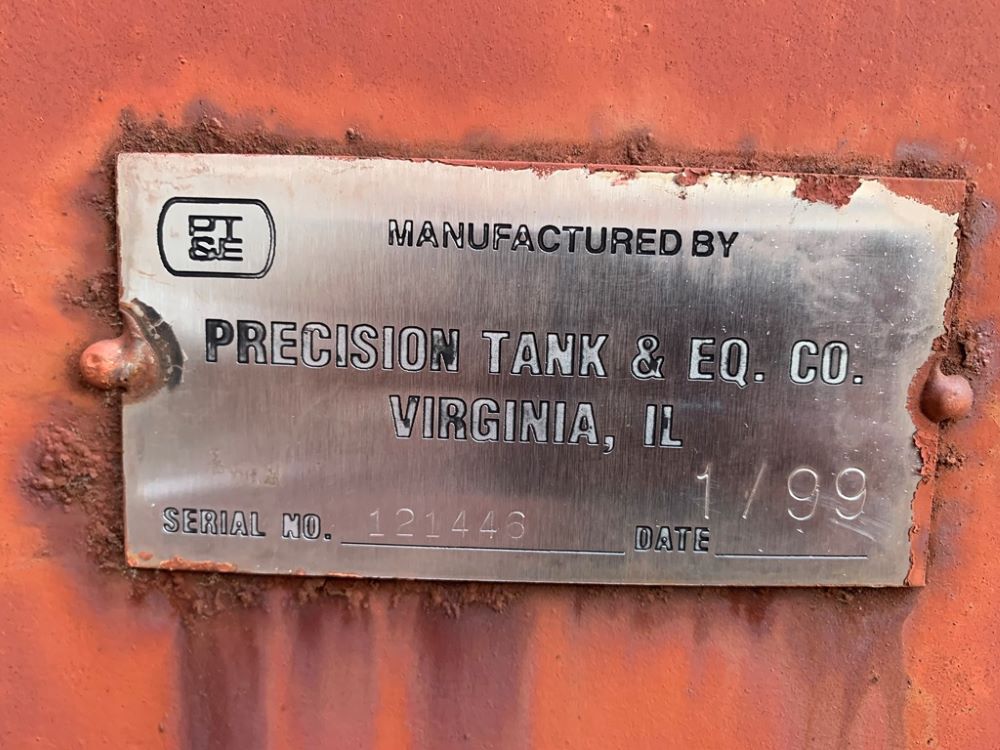 PT
&E
MANUFACTURED BY
PRECISION TANK & EQ. CO.
VIRGINIA, IL
SERIAL NO. 121446 DATE 1/99